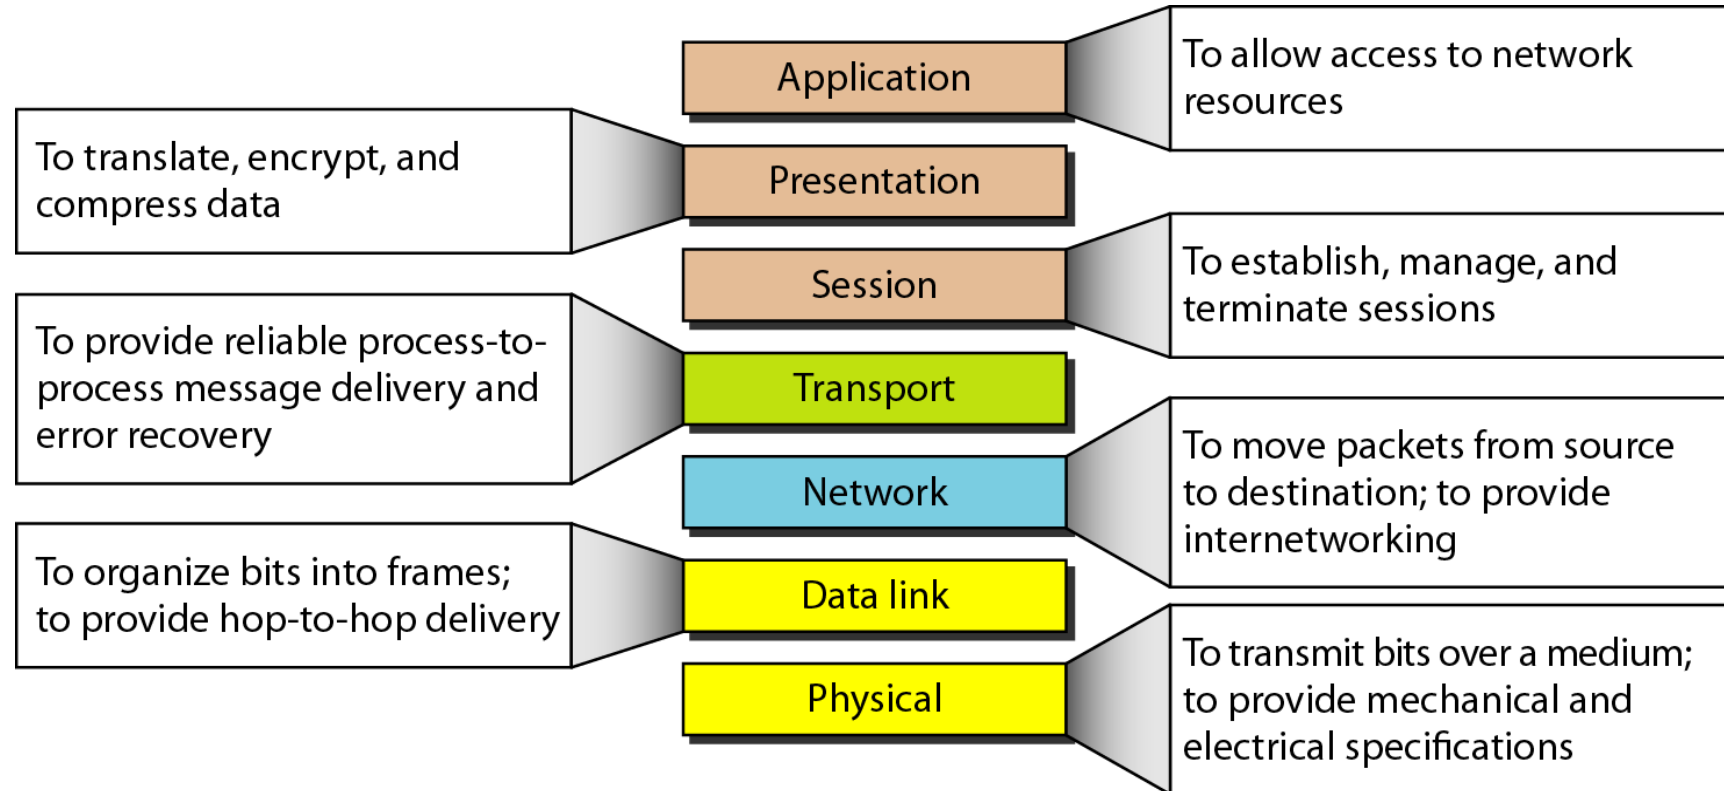 Application
To allow access to network
resources
To translate, encrypt, and
compress data
Presentation
Session
To establish, manage, and
terminate sessions
To provide reliable process-to-
process message delivery and
error recovery
Transport
Network
To move packets from source
to destination; to provide
internetworking
To organize bits into frames;
to provide hop-to-hop delivery
Data link
Physical
To transmit bits over a medium;
to provide mechanical and
electrical specifications